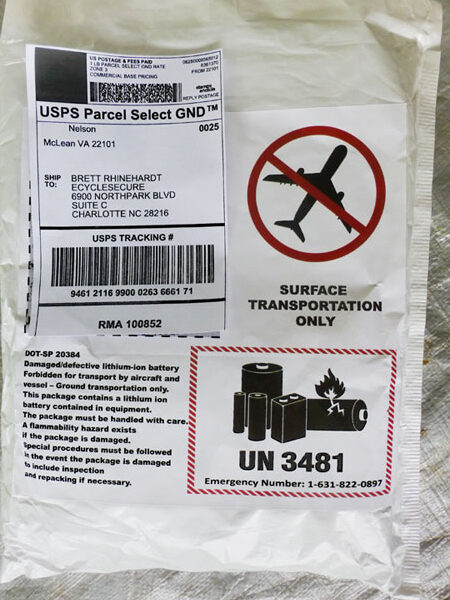 US POSTAGE & FEES PAID
1 LB PARCEL SELECT GND RATE
ZONE 3
COMMERCIAL BASE PRICING
FROM 22101
stamps
endicia
REPLY POSTAGE
USPS Parcel Select GND™
Nelson
0025
McLean VA 22101
SHIP
TO:
BRETT RHINEHARDT
ECYCLESECURE
6900 NORTHPARK BLVD
SUITE C
CHARLOTTE NC 28216
USPS TRACKING #
9461 2116 9900 0263 6661 71
RMA 100852
SURFACE
TRANSPORTATION
ONLY
DOT-SP 20384
Damaged/defective lithium-ion battery
Forbidden for transport by aircraft and
vessel – Ground transportation only.
This package contains a lithium ion
battery contained in equipment.
The package must be handled with care.
A flammability hazard exists
if the package is damaged.
Special procedures must be followed
in the event the package is damaged
to include inspection
and repacking if necessary.
UN 3481
Emergency Number: 1-631-822-0897